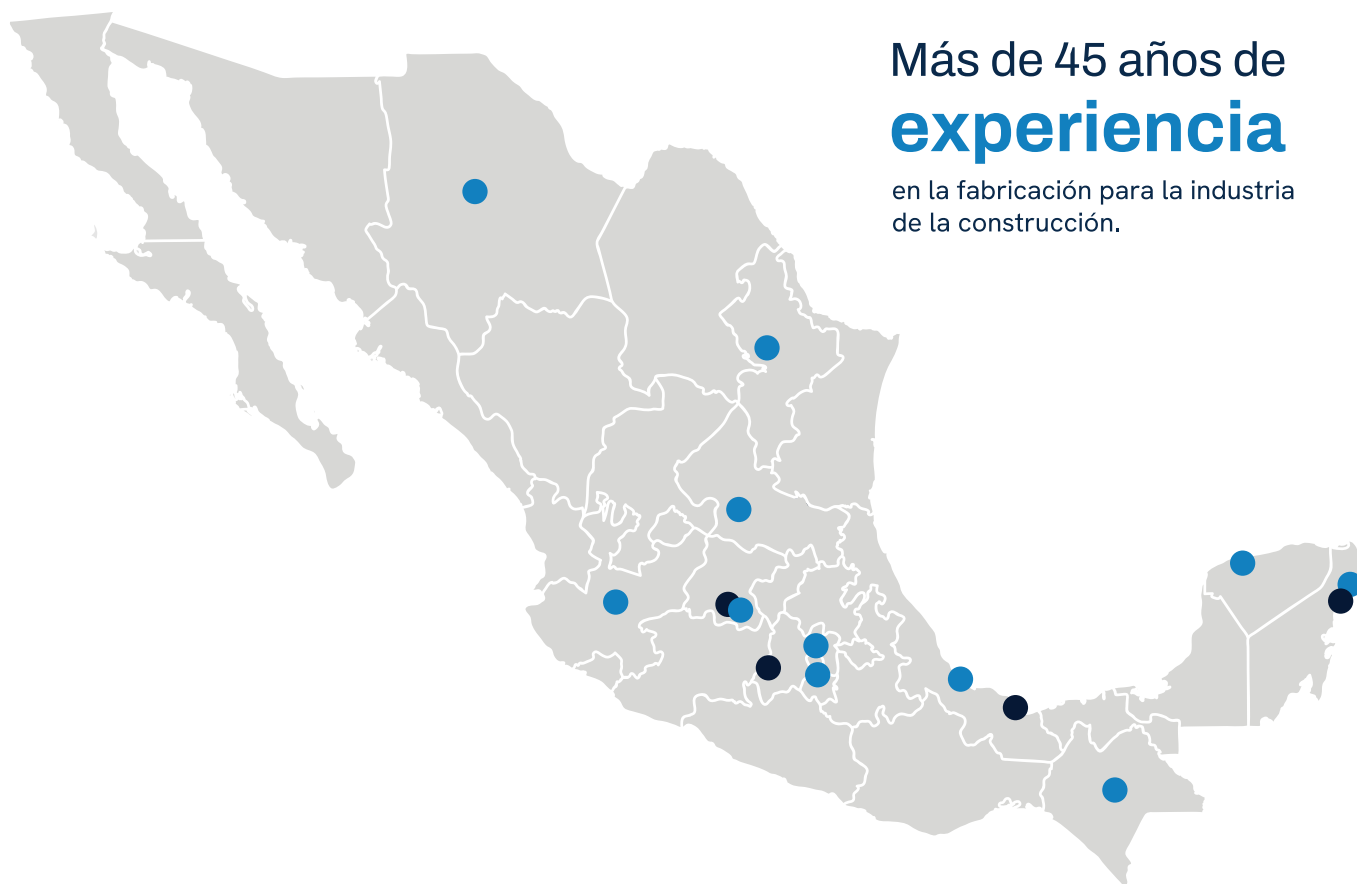 Más de 45 años de
experiencia
en la fabricación para la industria
de la construcción.